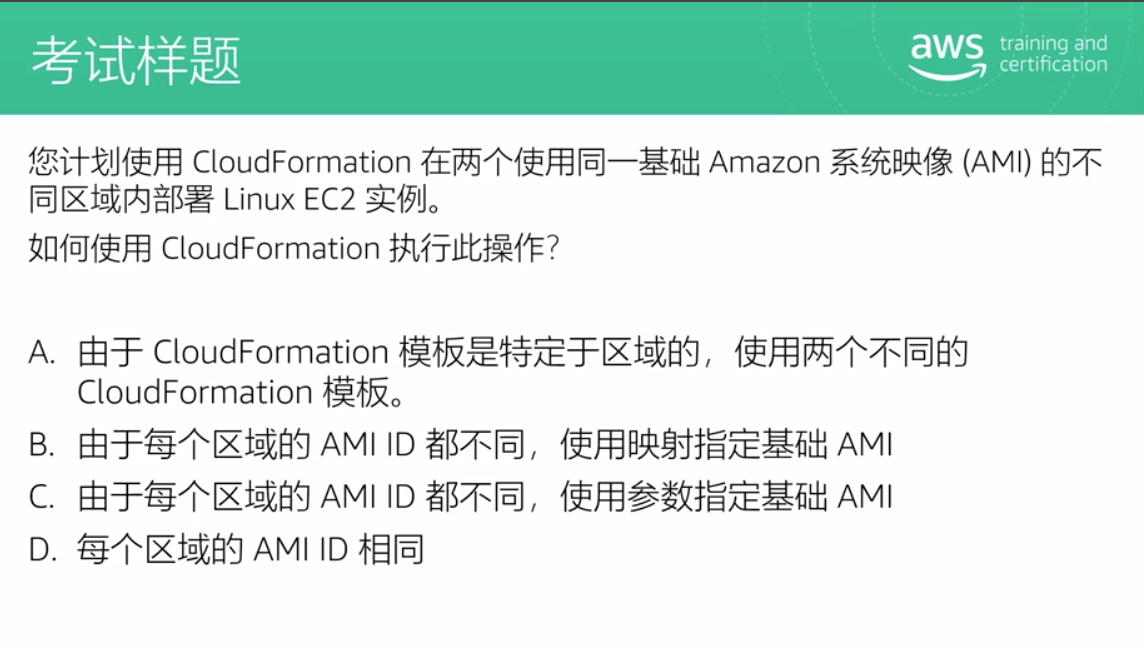 考试样题
aws training and
certification
您计划使用 CloudFormation 在两个使用同一基础 Amazon 系统映像 (AMI) 的不
同区域内部署 Linux EC2 实例。
如何使用 CloudFormation 执行此操作?
A. 由于 CloudFormation 模板是特定于区域的，使用两个不同的
CloudFormation 模板。
B. 由于每个区域的 AMI ID 都不同，使用映射指定基础 AMI
C. 由于每个区域的 AMI ID 都不同，使用参数指定基础 AMI
D. 每个区域的 AMI ID 相同